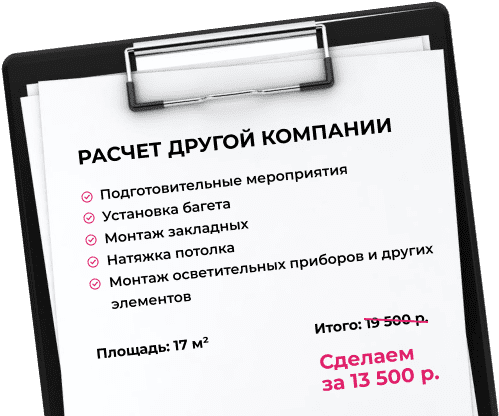 РАСЧЕТ ДРУГОЙ КОМПАНИИ
Подготовительные мероприятия
Установка багета
Монтаж закладных
Натяжка потолка
Монтаж осветительных приборов и других
элементов
Площадь: 17 м²
Итого: 19 500 р.
Сделаем
за 13 500 р.